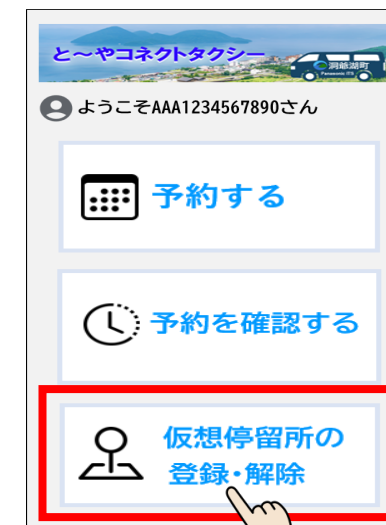 と～やコネクトタクシー
洞爺湖町
Panasonic ITS
ようこそAAA1234567890さん
予約する
予約を確認する
仮想停留所の
登録・解除